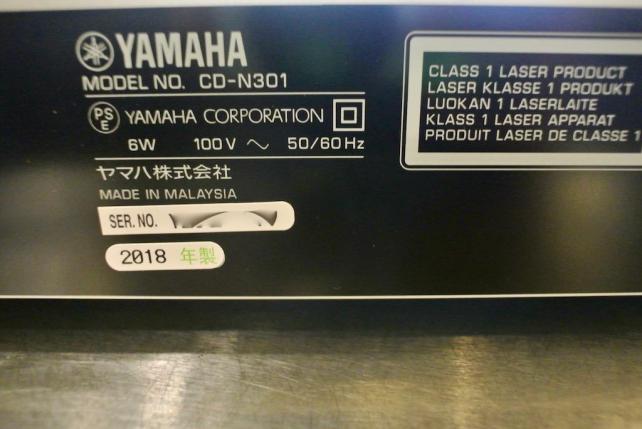 YAMAHA
MODEL NO. CD-N301
PSE YAMAHA CORPORATION
6W 100V ～ 50/60Hz
ヤマハ株式会社
MADE IN MALAYSIA
SER. NO.
2018 年製
CLASS 1 LASER PRODUCT
LASER KLASSE 1 PRODUKT
LUOKAN 1 LASERLAITE
KLASS 1 LASER APPARAT
PRODUIT LASER DE CLASSE 1